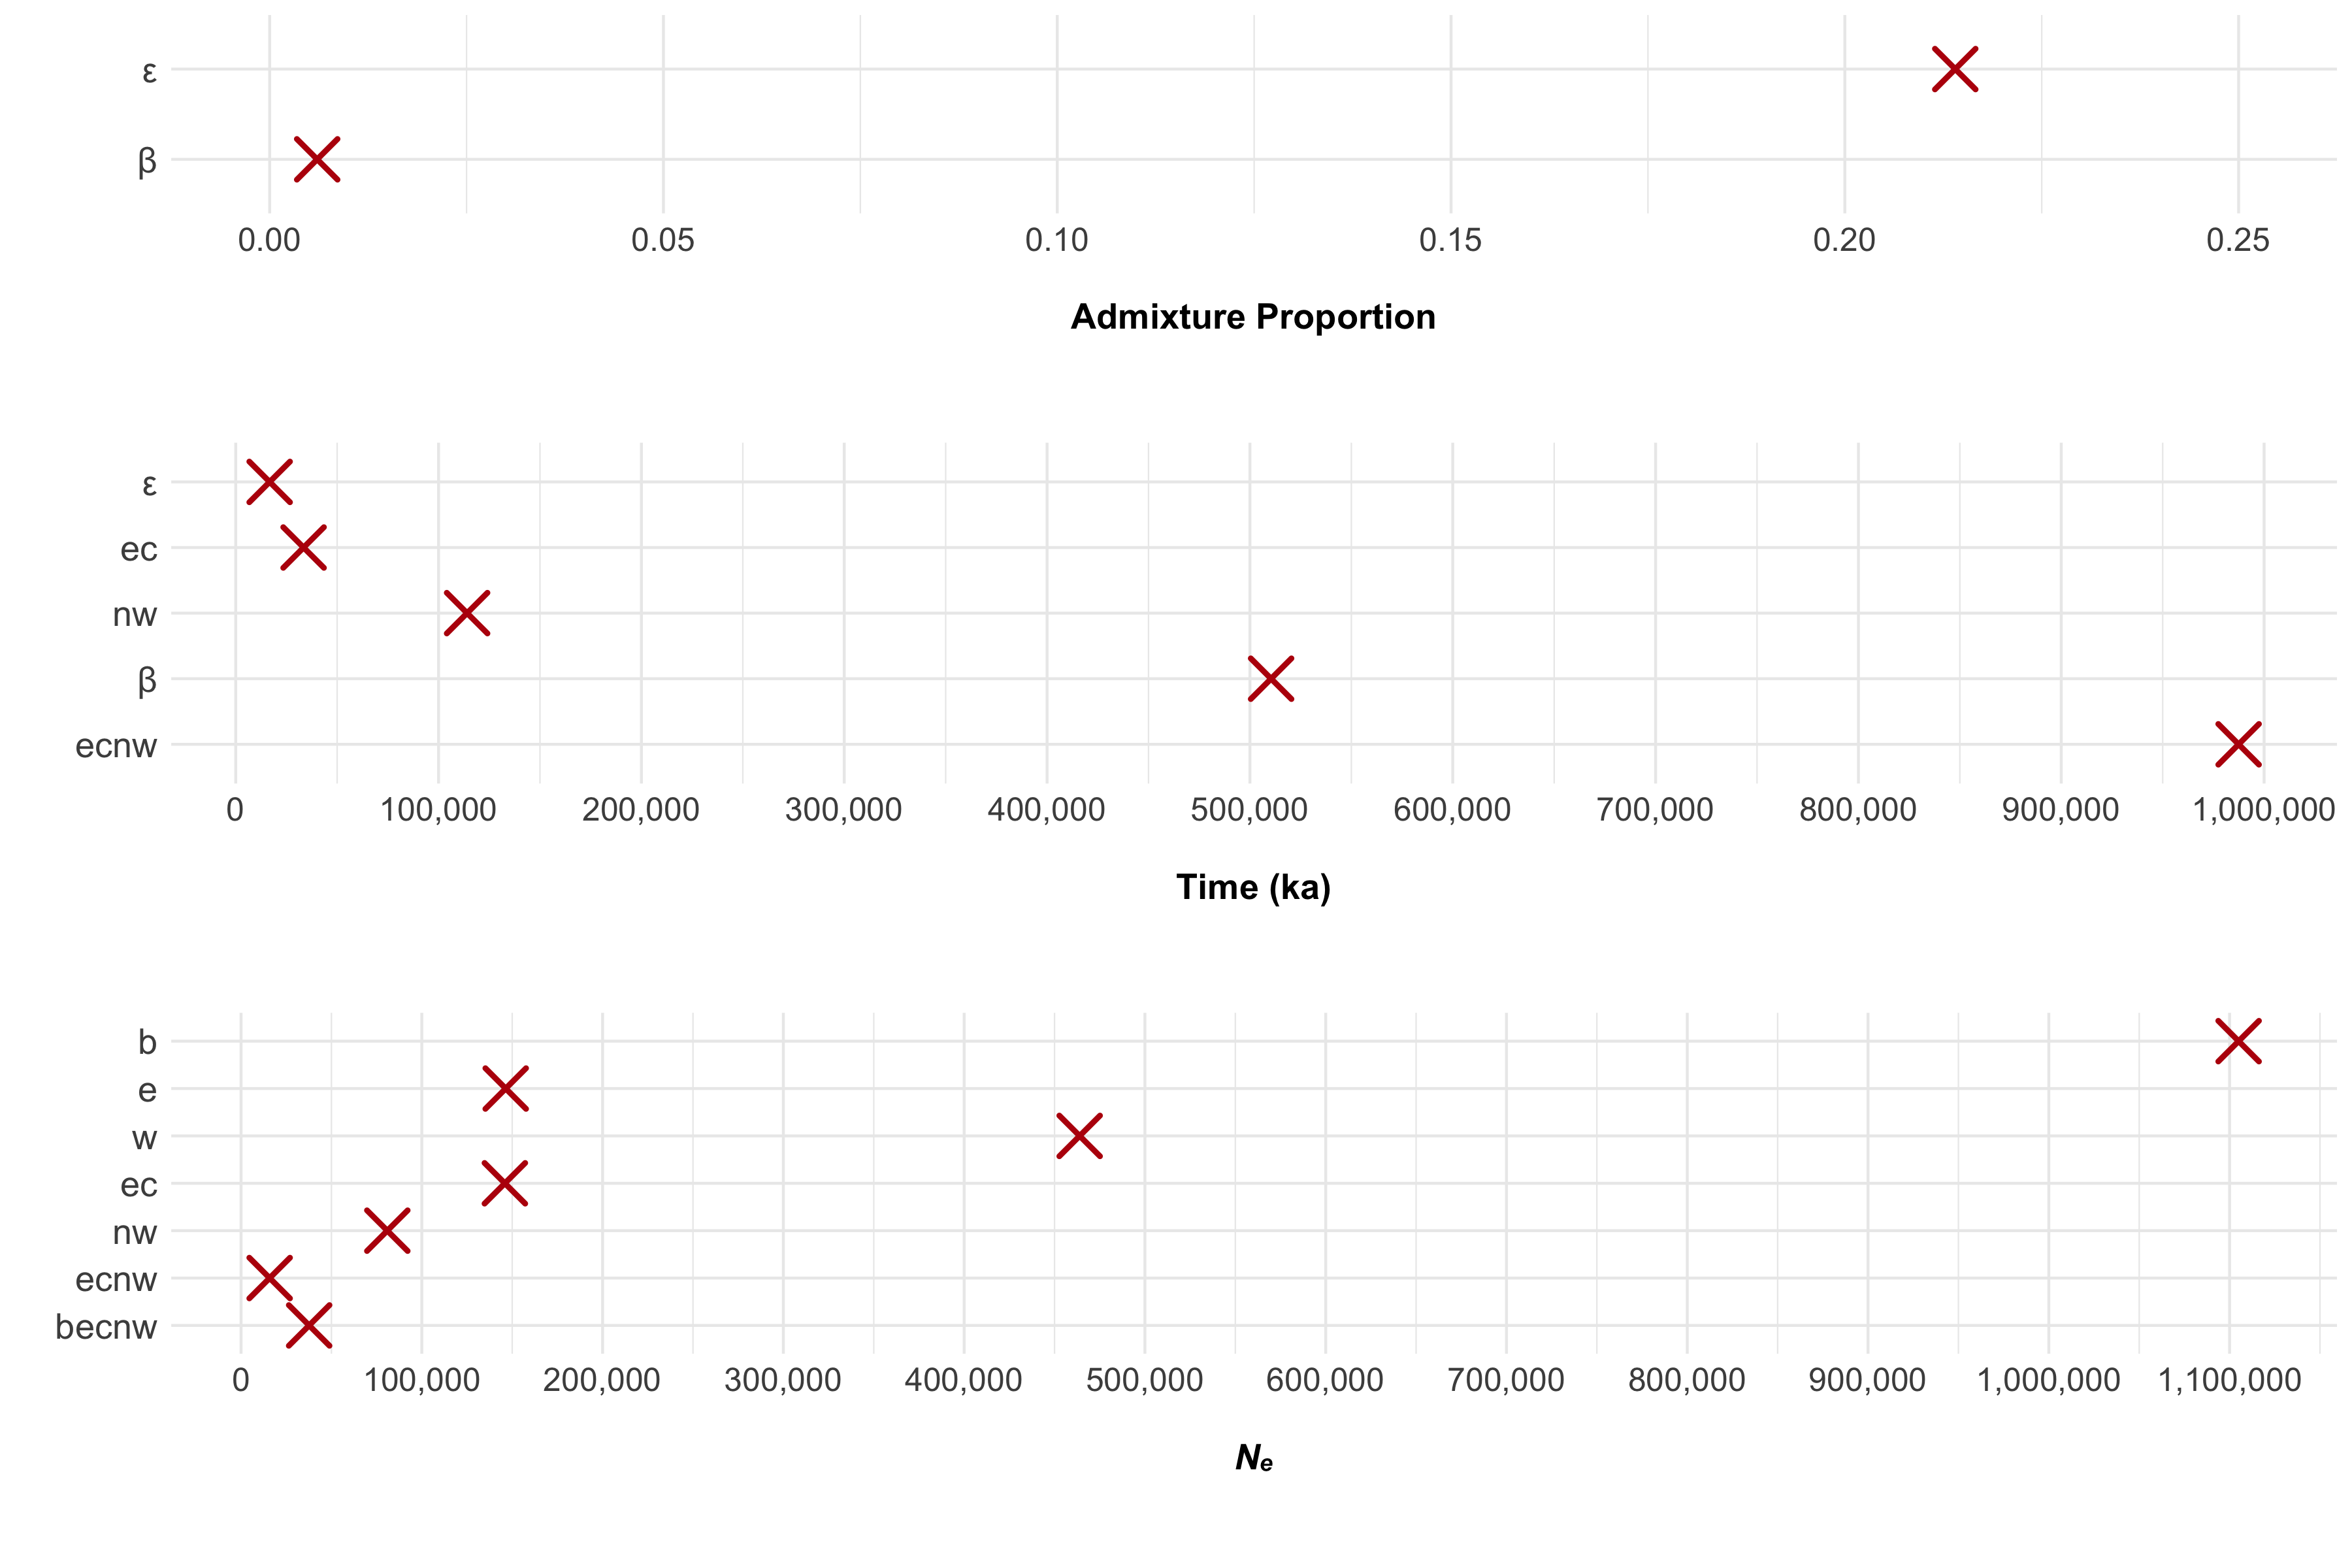 ε
β
0.00 0.05 0.10 0.15 0.20 0.25
Admixture Proportion
ε
ec
nw
β
ecnw
0 100,000 200,000 300,000 400,000 500,000 600,000 700,000 800,000 900,000 1,000,000
Time (ka)
b
e
w
ec
nw
ecnw
becnw
0 100,000 200,000 300,000 400,000 500,000 600,000 700,000 800,000 900,000 1,000,000 1,100,000
Nₑ